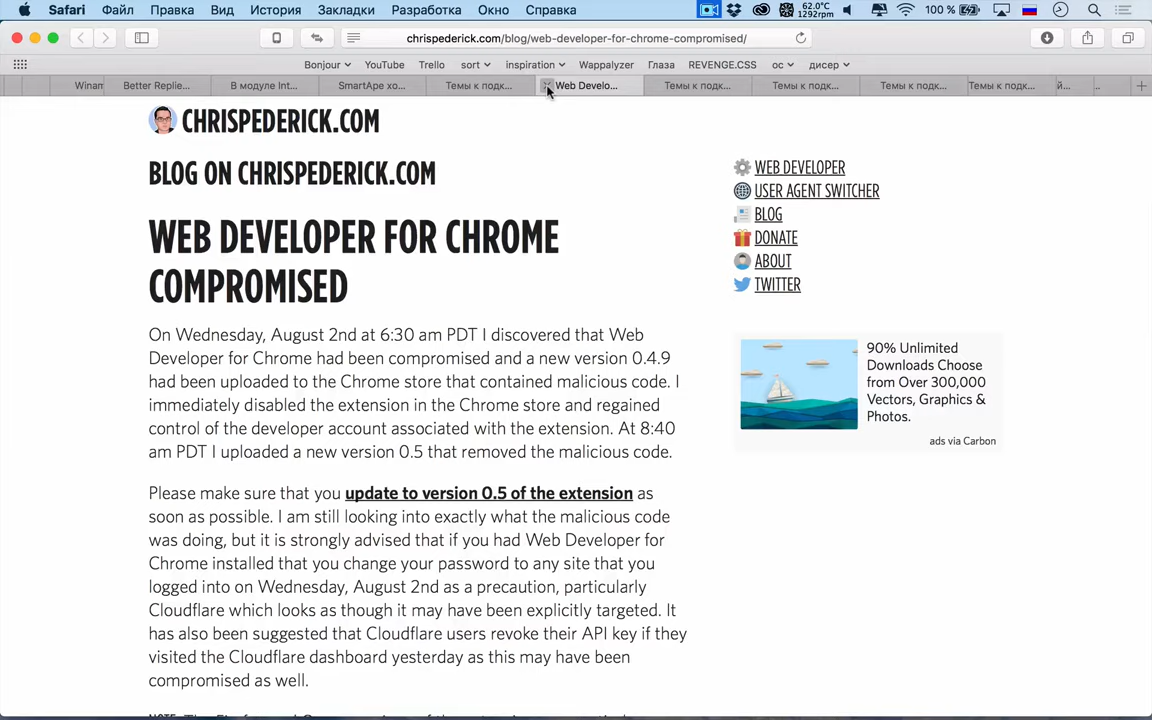 Safari Файл Правка Вид История Закладки Разработка Окно Справка 62.0°C 1292rpm 100 %
chrispederick.com/blog/web-developer-for-chrome-compromised/
Bonjour YouTube Trello sort inspiration Wappalyzer Глаза REVENGE.CSS ос дисер
Winam Better Replie... В модуле Int... SmartApe хо... Темы к подк... Web Develo... Темы к подк... Темы к подк... Темы к подк... Темы к подк... й... ..
CHRISPEDERICK.COM
BLOG ON CHRISPEDERICK.COM
WEB DEVELOPER FOR CHROME
COMPROMISED
On Wednesday, August 2nd at 6:30 am PDT I discovered that Web
Developer for Chrome had been compromised and a new version 0.4.9
had been uploaded to the Chrome store that contained malicious code. I
immediately disabled the extension in the Chrome store and regained
control of the developer account associated with the extension. At 8:40
am PDT I uploaded a new version 0.5 that removed the malicious code.
Please make sure that you update to version 0.5 of the extension as
soon as possible. I am still looking into exactly what the malicious code
was doing, but it is strongly advised that if you had Web Developer for
Chrome installed that you change your password to any site that you
logged into on Wednesday, August 2nd as a precaution, particularly
Cloudflare which looks as though it may have been explicitly targeted. It
has also been suggested that Cloudflare users revoke their API key if they
visited the Cloudflare dashboard yesterday as this may have been
compromised as well.
WEB DEVELOPER
USER AGENT SWITCHER
BLOG
DONATE
ABOUT
TWITTER
90% Unlimited
Downloads Choose
from Over 300,000
Vectors, Graphics &
Photos.
ads via Carbon